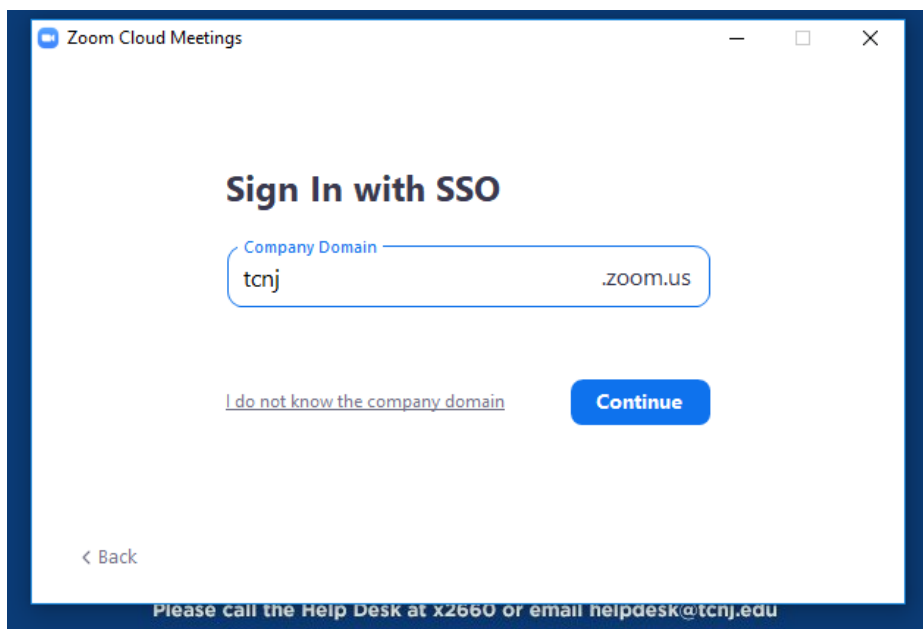 Zoom Cloud Meetings
Sign In with SSO
Company Domain
tcnj .zoom.us
I do not know the company domain Continue
< Back
Please call the Help Desk at x2660 or email helpdesk@tcnj.edu